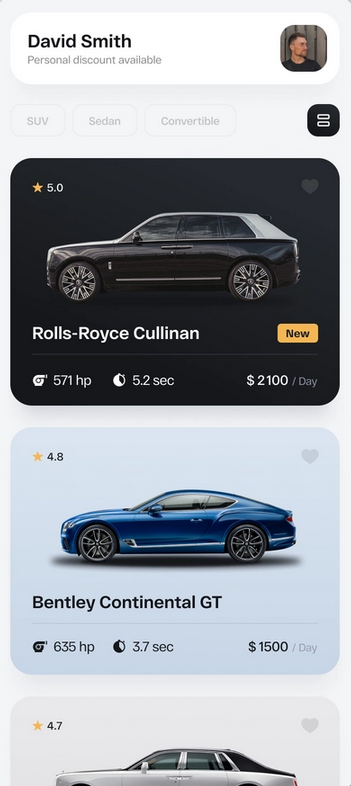 David Smith
Personal discount available
SUV Sedan Convertible
5.0
Rolls-Royce Cullinan New
571 hp 5.2 sec $ 2100 / Day
4.8
Bentley Continental GT
635 hp 3.7 sec $ 1500 / Day
4.7